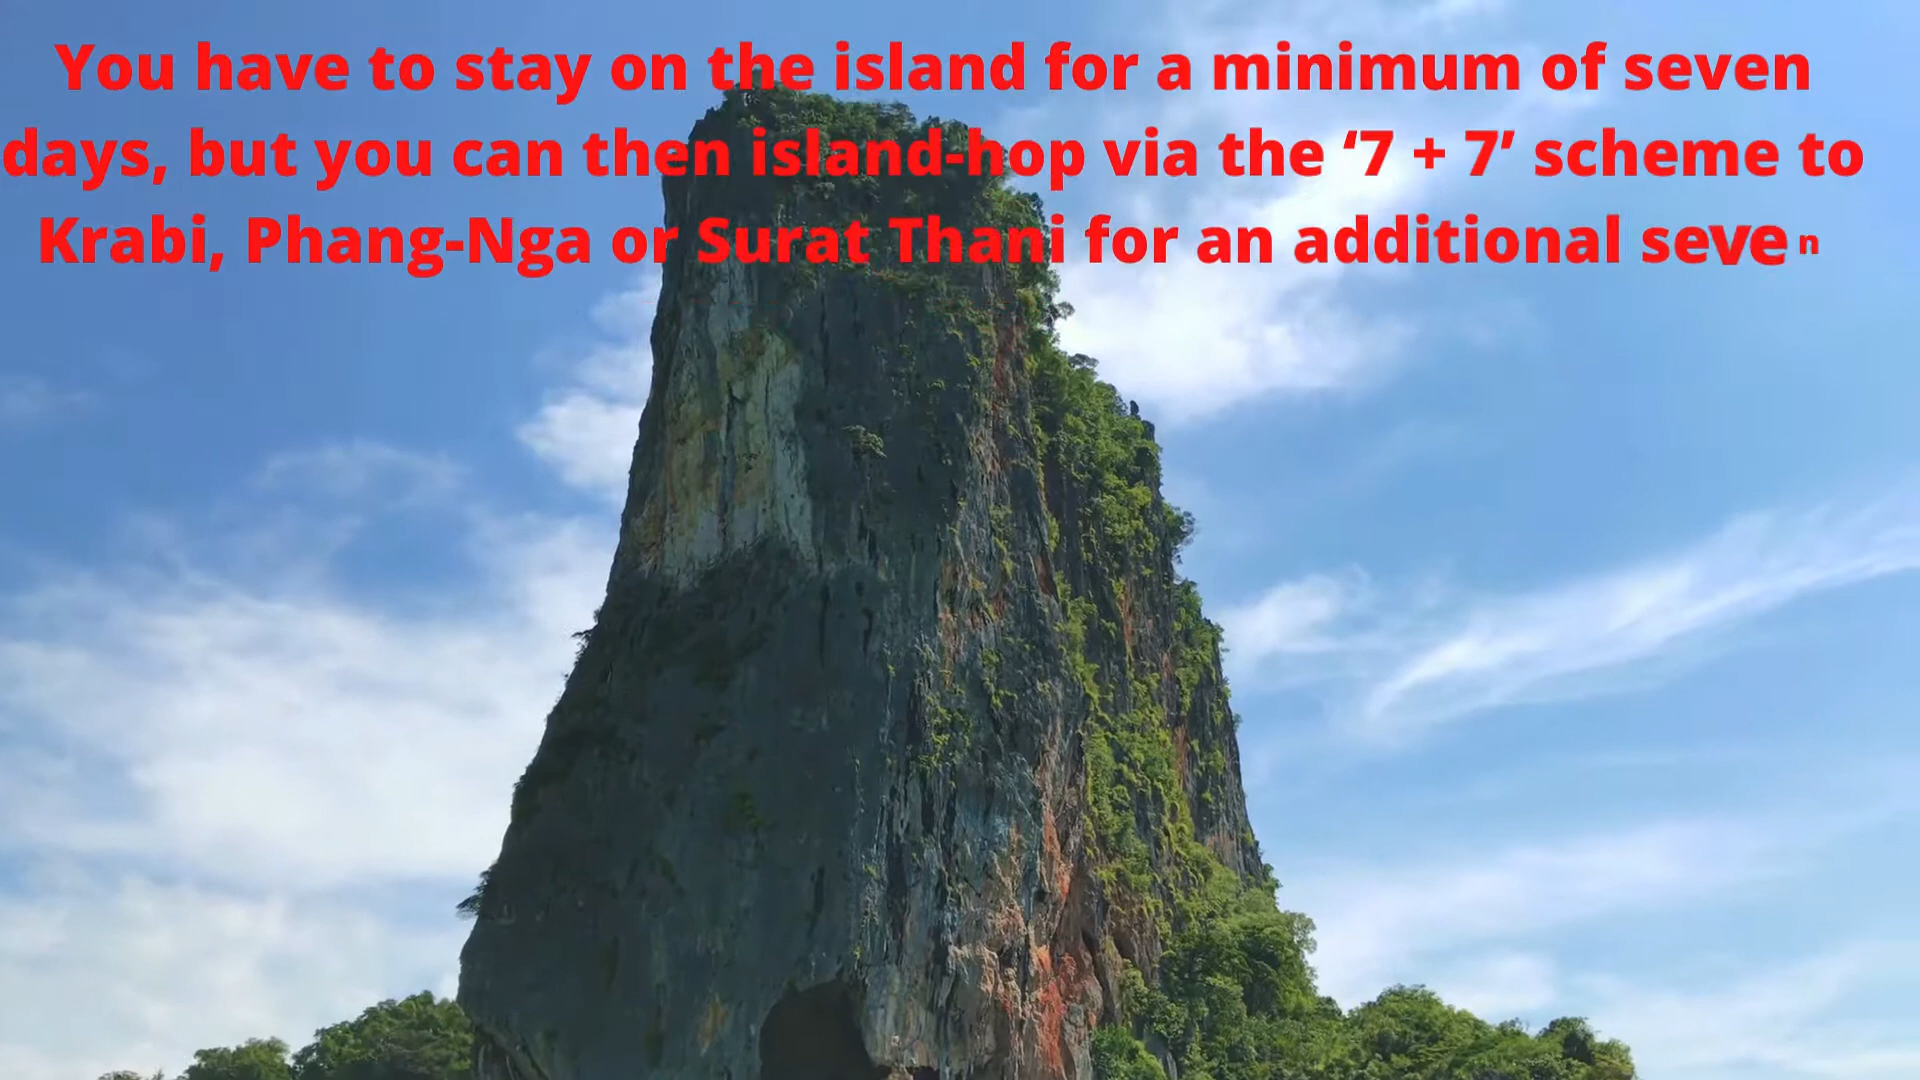 You have to stay on the island for a minimum of seven
days, but you can then island-hop via the ‘7 + 7’ scheme to
Krabi, Phang-Nga or Surat Thani for an additional seven